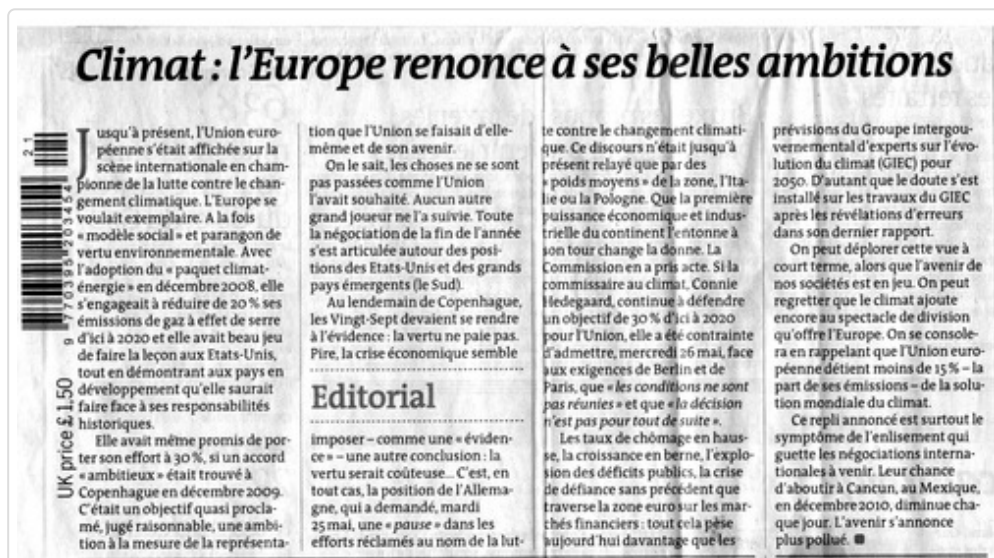 Climat : l'Europe renonce à ses belles ambitions
Jusqu'à présent, l'Union euro-
péenne s'était affichée sur la
scène internationale en cham-
pionne de la lutte contre le chan-
gement climatique. L'Europe se
voulait exemplaire. A la fois
« modèle social » et parangon de
vertu environnementale. Avec
l'adoption du « paquet climat-
énergie » en décembre 2008, elle
s'engageait à réduire de 20 % ses
émissions de gaz à effet de serre
d'ici à 2020 et elle avait beau jeu
de faire la leçon aux Etats-Unis,
tout en démontrant aux pays en
développement qu'elle saurait
faire face à ses responsabilités
historiques.
Elle avait même promis de por-
ter son effort à 30 %, si un accord
« ambitieux » était trouvé à
Copenhague en décembre 2009.
C'était un objectif quasi procla-
mé, jugé raisonnable, une ambi-
tion à la mesure de la représenta-
tion que l'Union se faisait d'elle-
même et de son avenir.
On le sait, les choses ne se sont
pas passées comme l'Union
l'avait souhaité. Aucun autre
grand joueur ne l'a suivie. Toute
la négociation de la fin de l'année
s'est articulée autour des posi-
tions des Etats-Unis et des grands
pays émergents (le Sud).
Au lendemain de Copenhague,
les Vingt-Sept devaient se rendre
à l'évidence : la vertu ne paie pas.
Pire, la crise économique semble
Editorial
imposer – comme une « éviden-
ce » – une autre conclusion : la
vertu serait coûteuse... C'est, en
tout cas, la position de l'Allema-
gne, qui a demandé, mardi
25 mai, une « pause » dans les
efforts réclamés au nom de la lut-
te contre le changement climati-
que. Ce discours n'était jusqu'à
présent relayé que par des
« poids moyens » de la zone, l'Ita-
lie ou la Pologne. Que la première
puissance économique et indus-
trielle du continent l'entonne à
son tour change la donne. La
Commission en a pris acte. Si la
commissaire au climat, Connie
Hedegaard, continue à défendre
un objectif de 30 % d'ici à 2020
pour l'Union, elle a été contrainte
d'admettre, mercredi 26 mai, face
aux exigences de Berlin et de
Paris, que « les conditions ne sont
pas réunies » et que « la décision
n'est pas pour tout de suite ».
Les taux de chômage en haus-
se, la croissance en berne, l'explo-
sion des déficits publics, la crise
de défiance sans précédent que
traverse la zone euro sur les mar-
chés financiers : tout cela pèse
aujourd'hui davantage que les
prévisions du Groupe intergou-
vernemental d'experts sur l'évo-
lution du climat (GIEC) pour
2050. D'autant que le doute s'est
installé sur les travaux du GIEC
après les révélations d'erreurs
dans son dernier rapport.
On peut déplorer cette vue à
court terme, alors que l'avenir de
nos sociétés est en jeu. On peut
regretter que le climat ajoute
encore au spectacle de division
qu'offre l'Europe. On se console-
ra en rappelant que l'Union euro-
péenne détient moins de 15 % – la
part de ses émissions – de la solu-
tion mondiale du climat.
Ce repli annoncé est surtout le
symptôme de l'enlisement qui
guette les négociations interna-
tionales à venir. Leur chance
d'aboutir à Cancun, au Mexique,
en décembre 2010, diminue cha-
que jour. L'avenir s'annonce
plus pollué.
UK price £1,50
9 770395 203454
21